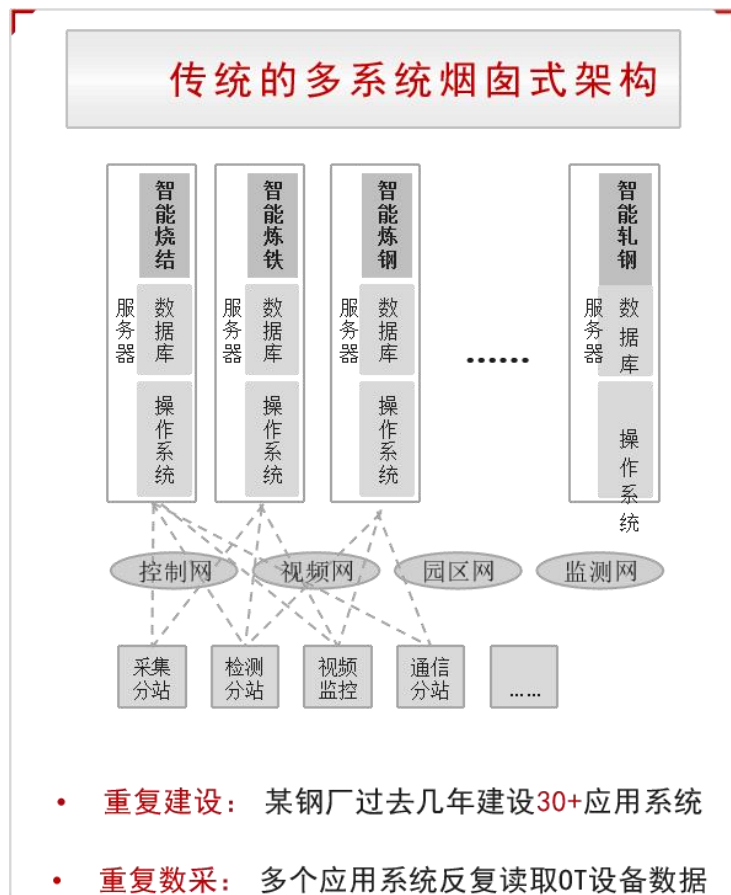 传统的多系统烟囱式架构
智能烧结
服务器
数据库
操作系统
智能炼铁
服务器
数据库
操作系统
智能炼钢
服务器
数据库
操作系统
……
智能轧钢
服务器
数据库
操作系统
控制网
视频网
园区网
监测网
采集
分站
检测
分站
视频
监控
通信
分站
……
• 重复建设： 某钢厂过去几年建设30+应用系统
• 重复数采： 多个应用系统反复读取OT设备数据